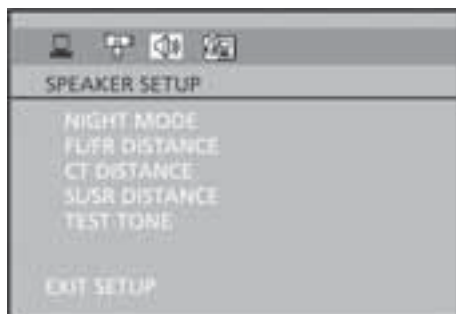 SPEAKER SETUP
NIGHT MODE
FL/FR DISTANCE
CT DISTANCE
SL/SR DISTANCE
TEST TONE
EXIT SETUP